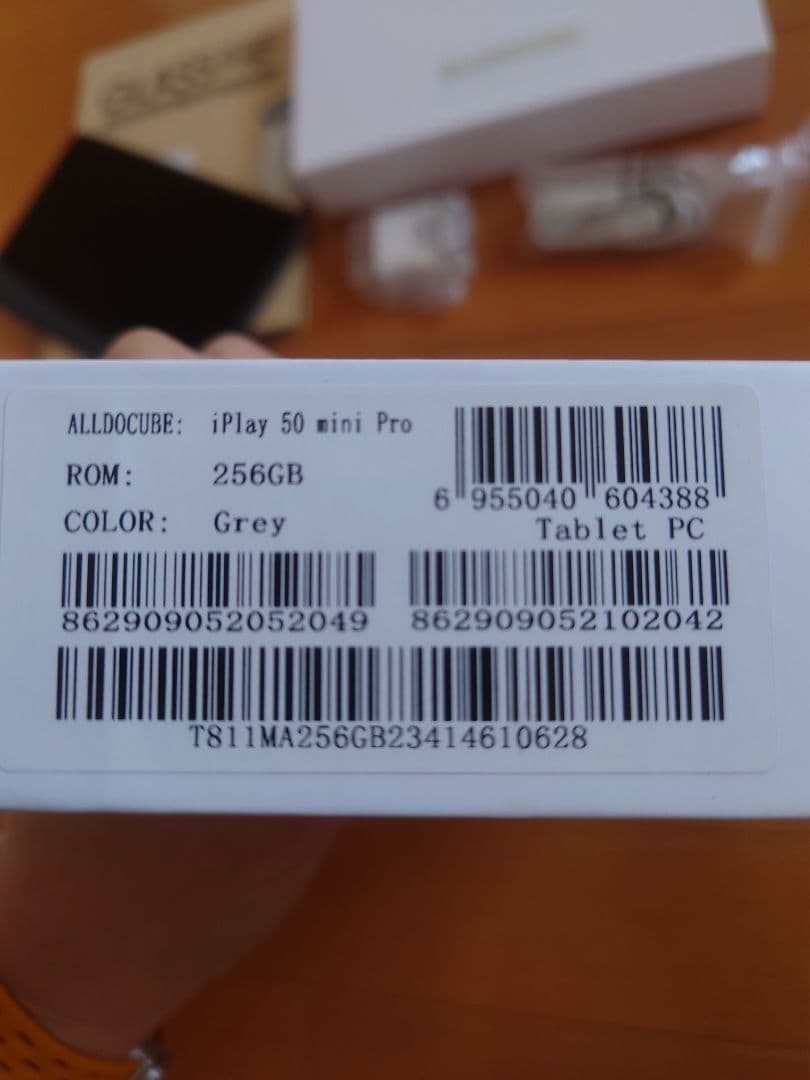 ALLDOCUBE: iPlay 50 mini Pro
ROM: 256GB
COLOR: Grey
6 955040 604388
Tablet PC
862909052052049 862909052102042
T811MA256GB23414610628